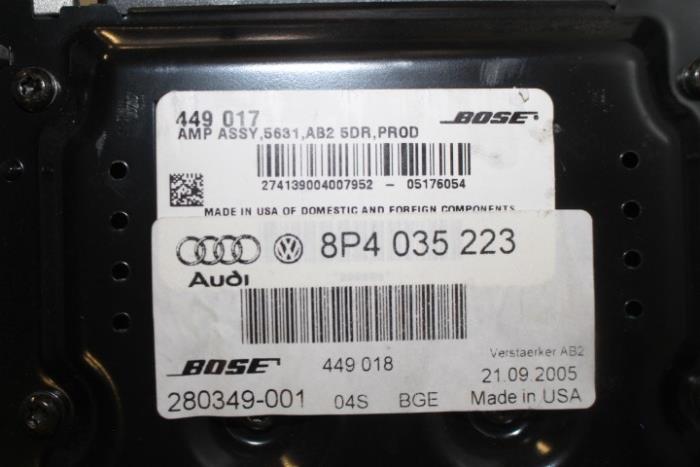 449 017
AMP ASSY,5631,AB2 5DR,PROD
BOSE
274139004007952 - 05176054
MADE IN USA OF DOMESTIC AND FOREIGN COMPONENTS
8P4 035 223
Audi
BOSE
449 018
Verstaerker AB2
280349-001 04S BGE
21.09.2005
Made in USA